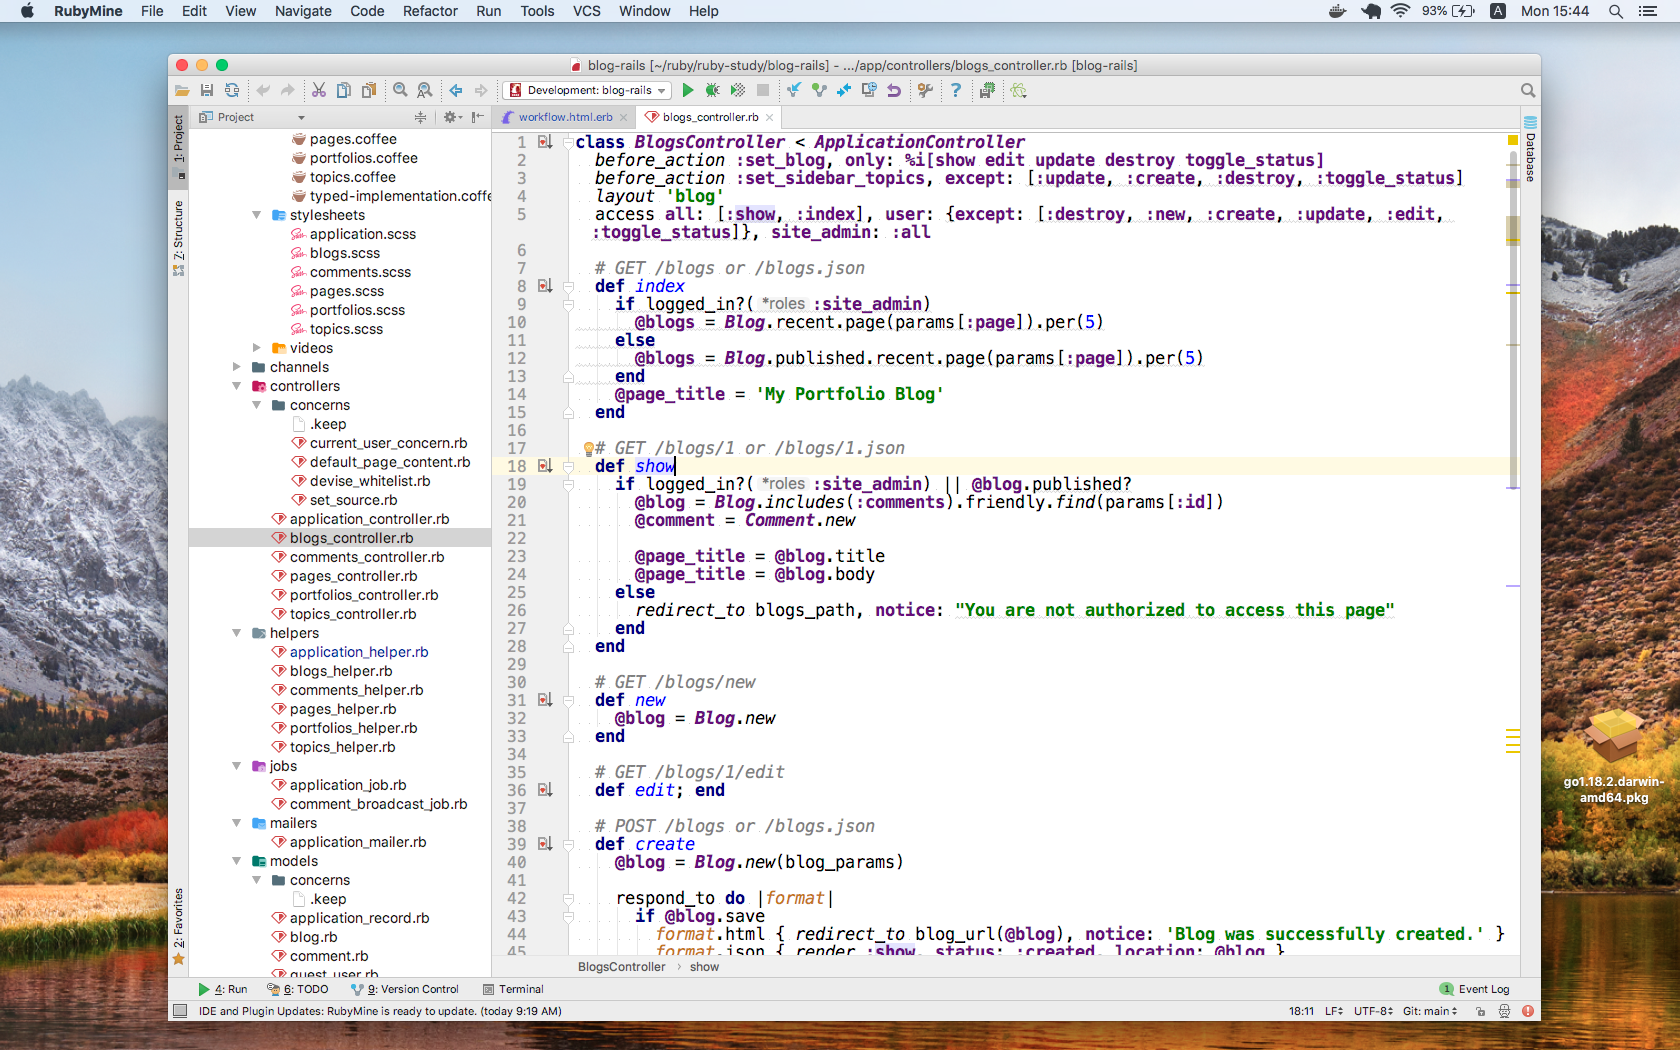 RubyMine File Edit View Navigate Code Refactor Run Tools VCS Window Help 93% A Mon 15:44
blog-rails [~/ruby/ruby-study/blog-rails] - .../app/controllers/blogs_controller.rb [blog-rails]
Development: blog-rails
Project
workflow.html.erb
blogs_controller.rb
1: Project
Z: Structure
2: Favorites
Database
pages.coffee
portfolios.coffee
topics.coffee
typed-implementation.coffe
stylesheets
application.scss
blogs.scss
comments.scss
pages.scss
portfolios.scss
topics.scss
videos
channels
controllers
concerns
.keep
current_user_concern.rb
default_page_content.rb
devise_whitelist.rb
set_source.rb
application_controller.rb
blogs_controller.rb
comments_controller.rb
pages_controller.rb
portfolios_controller.rb
topics_controller.rb
helpers
application_helper.rb
blogs_helper.rb
comments_helper.rb
pages_helper.rb
portfolios_helper.rb
topics_helper.rb
jobs
application_job.rb
comment_broadcast_job.rb
mailers
application_mailer.rb
models
concerns
.keep
application_record.rb
blog.rb
comment.rb
guest_user.rb
1 class BlogsController < ApplicationController
2 before_action :set_blog, only: %i[show edit update destroy toggle_status]
3 before_action :set_sidebar_topics, except: [:update, :create, :destroy, :toggle_status]
4 layout 'blog'
5 access all: [:show, :index], user: {except: [:destroy, :new, :create, :update, :edit,
:toggle_status]}, site_admin: :all
6
7 # GET /blogs or /blogs.json
8 def index
9 if logged_in?( *roles :site_admin)
10 @blogs = Blog.recent.page(params[:page]).per(5)
11 else
12 @blogs = Blog.published.recent.page(params[:page]).per(5)
13 end
14 @page_title = 'My Portfolio Blog'
15 end
16
17 # GET /blogs/1 or /blogs/1.json
18 def show
19 if logged_in?( *roles :site_admin) || @blog.published?
20 @blog = Blog.includes(:comments).friendly.find(params[:id])
21 @comment = Comment.new
22
23 @page_title = @blog.title
24 @page_title = @blog.body
25 else
26 redirect_to blogs_path, notice: "You are not authorized to access this page"
27 end
28 end
29
30 # GET /blogs/new
31 def new
32 @blog = Blog.new
33 end
34
35 # GET /blogs/1/edit
36 def edit; end
37
38 # POST /blogs or /blogs.json
39 def create
40 @blog = Blog.new(blog_params)
41
42 respond_to do |format|
43 if @blog.save
44 format.html { redirect_to blog_url(@blog), notice: 'Blog was successfully created.' }
45 format.json { render :show, status: :created, location: @blog }
BlogsController › show
4: Run 6: TODO 9: Version Control Terminal 1 Event Log
IDE and Plugin Updates: RubyMine is ready to update. (today 9:19 AM) 18:11 LF UTF-8 Git: main
go1.18.2.darwin-
amd64.pkg